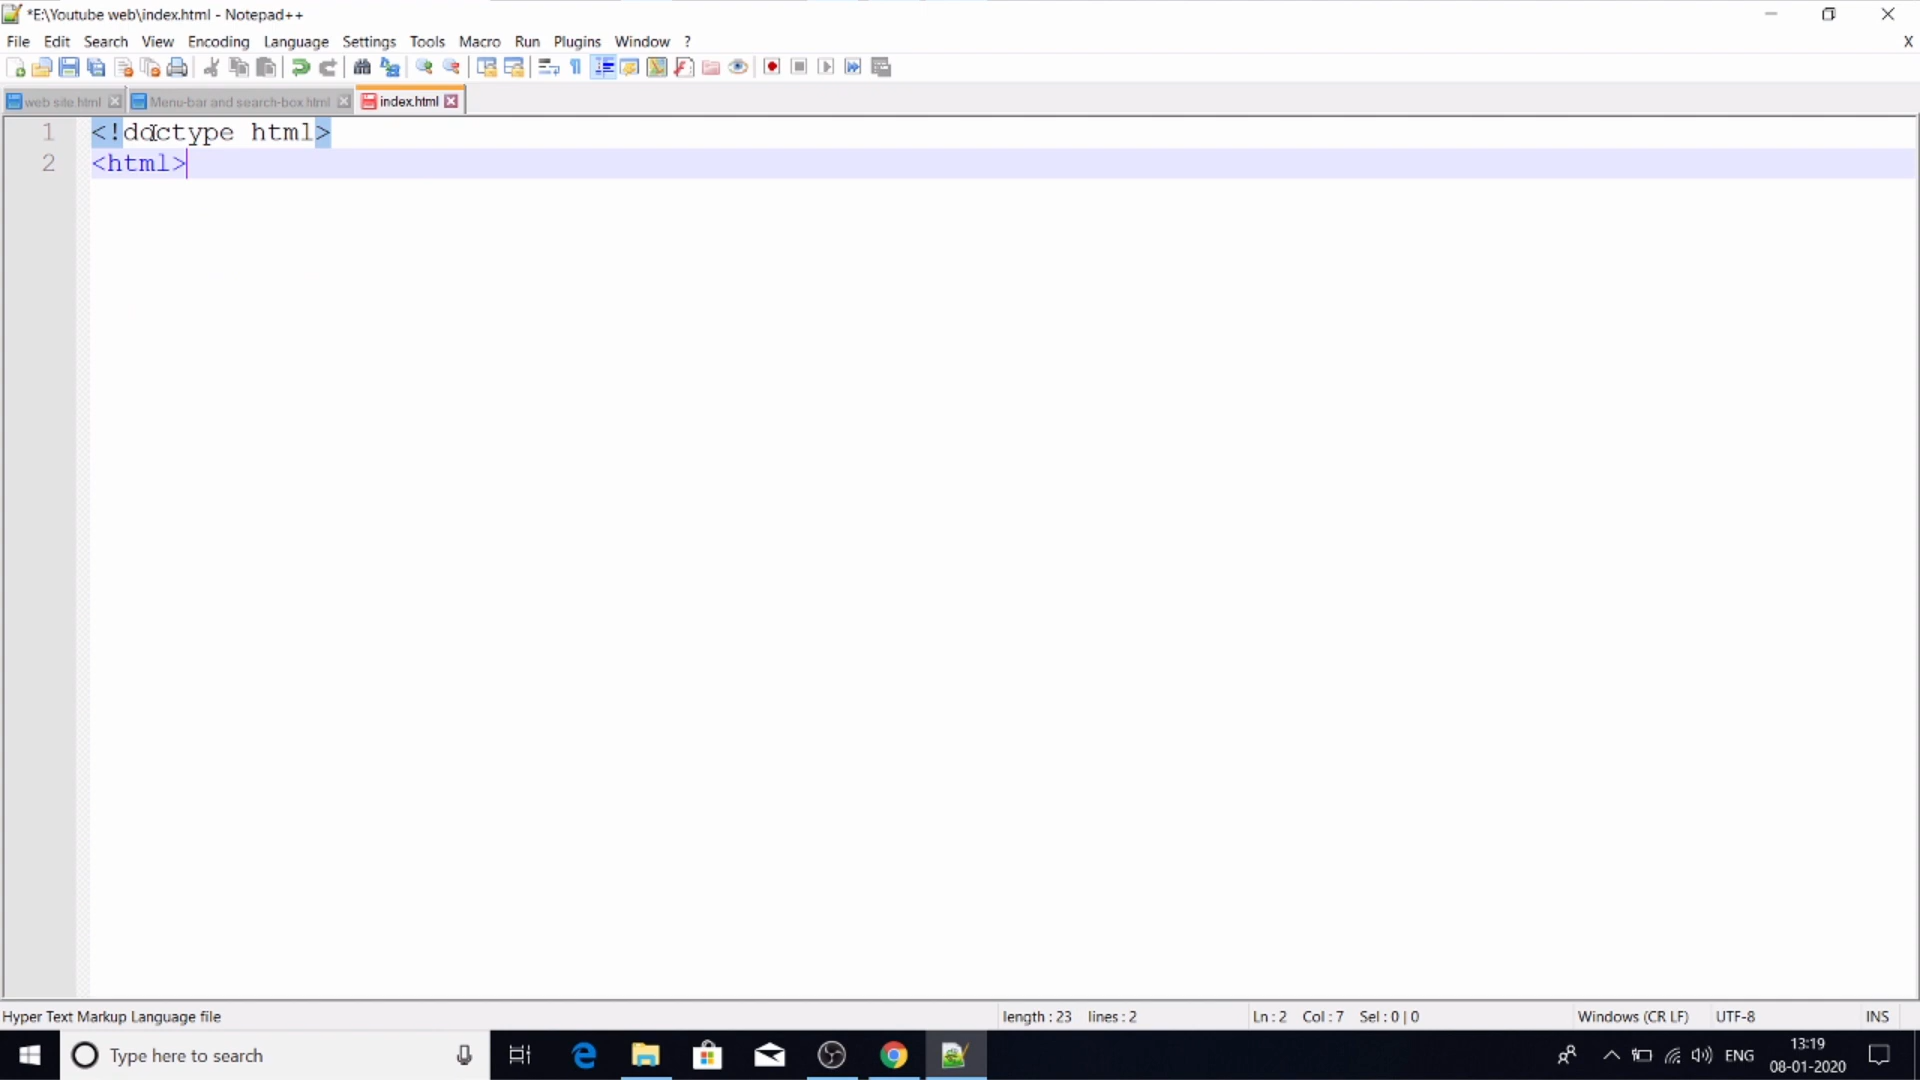 *E:\Youtube web\index.html - Notepad++
File Edit Search View Encoding Language Settings Tools Macro Run Plugins Window ? X
web site.html Menu-bar and search-box.html index.html
1 <!doctype html>
2 <html>
Hyper Text Markup Language file length : 23 lines : 2 Ln : 2 Col : 7 Sel : 0 | 0 Windows (CR LF) UTF-8 INS
Type here to search ENG 13:19
08-01-2020